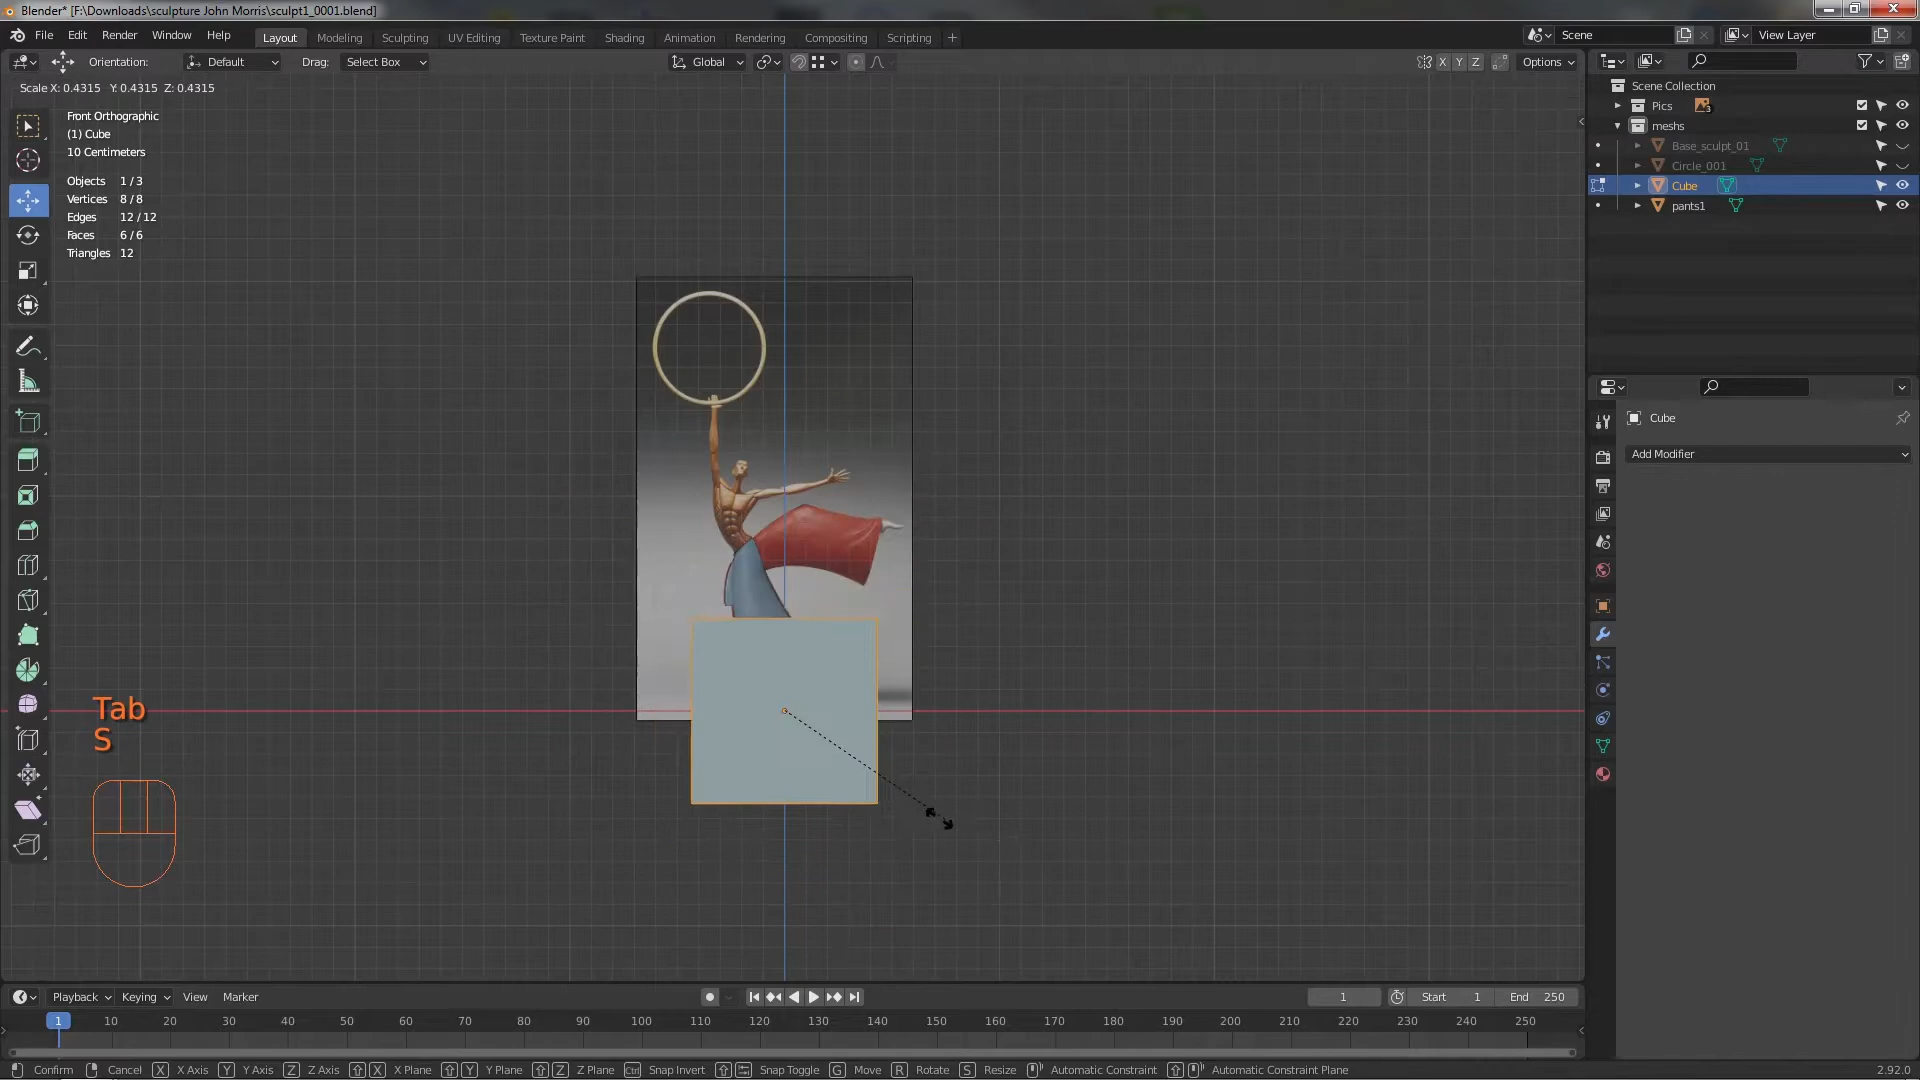 Blender* [F:\Downloads\sculpture John Morris\sculpt1_0001.blend]
File Edit Render Window Help Layout Modeling Sculpting UV Editing Texture Paint Shading Animation Rendering Compositing Scripting + Scene View Layer
Orientation: Default Drag: Select Box Global X Y Z Options
Scale X: 0.4315 Y: 0.4315 Z: 0.4315
Front Orthographic
(1) Cube
10 Centimeters
Objects 1 / 3
Vertices 8 / 8
Edges 12 / 12
Faces 6 / 6
Triangles 12
Scene Collection
Pics 3
meshs
Base_sculpt_01
Circle_001
Cube
pants1
Cube
Add Modifier
Tab
S
Playback Keying View Marker 1 Start 1 End 250
1 10 20 30 40 50 60 70 80 90 100 110 120 130 140 150 160 170 180 190 200 210 220 230 240 250
Confirm Cancel X X Axis Y Y Axis Z Z Axis X X Plane Y Y Plane Z Z Plane Ctrl Snap Invert Snap Toggle G Move R Rotate S Resize Automatic Constraint Automatic Constraint Plane 2.92.0